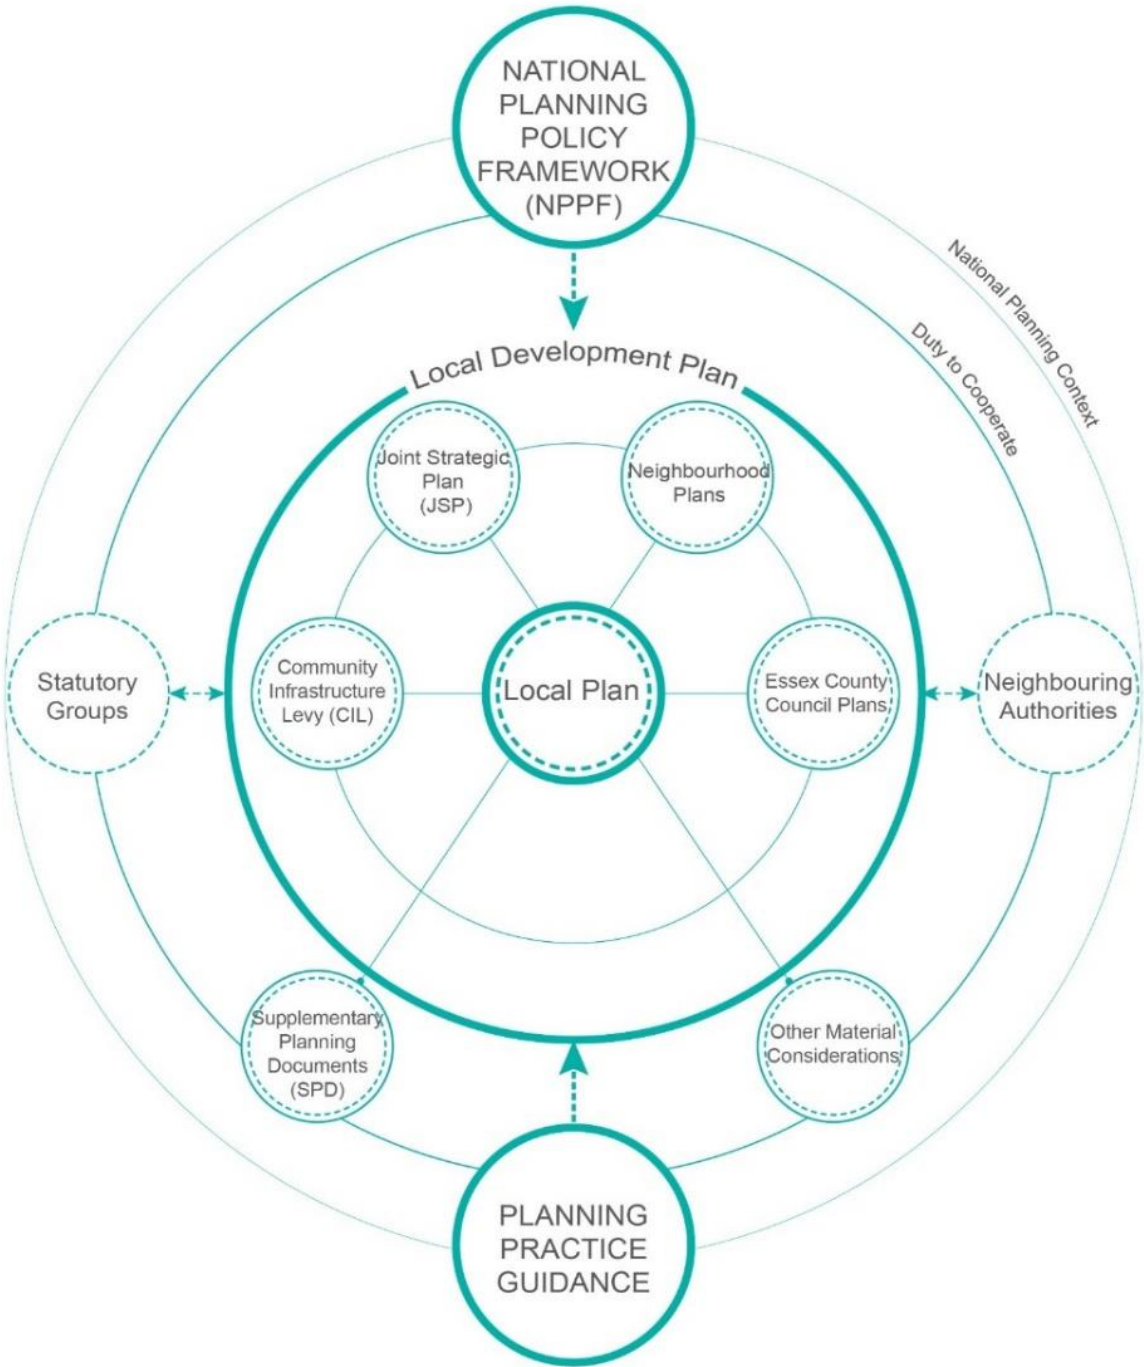 NATIONAL
PLANNING
POLICY
FRAMEWORK
(NPPF)
National Planning Context
Duty to Cooperate
Local Development Plan
Joint Strategic
Plan
(JSP)
Neighbourhood
Plans
Statutory
Groups
Community
Infrastructure
Levy (CIL)
Local Plan
Essex County
Council Plans
Neighbouring
Authorities
Supplementary
Planning
Documents
(SPD)
Other Material
Considerations
PLANNING
PRACTICE
GUIDANCE